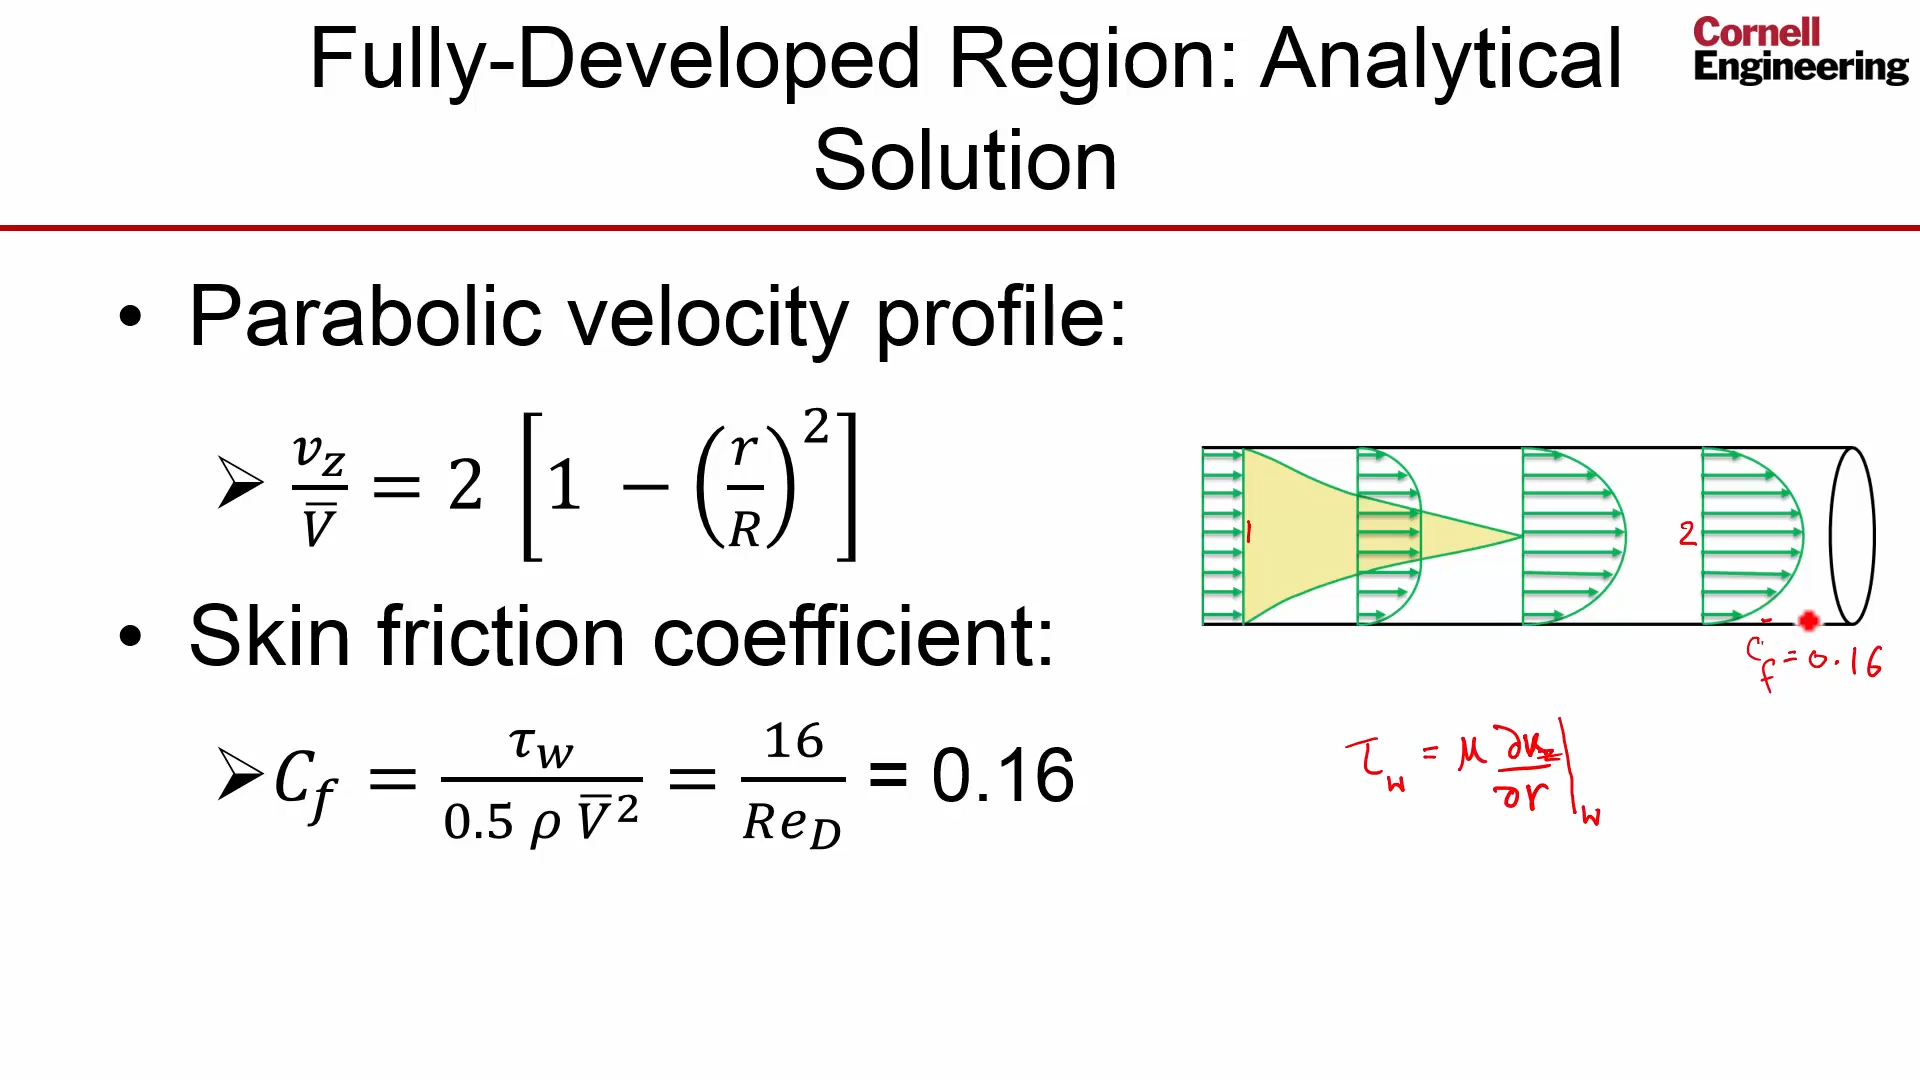 Fully-Developed Region: Analytical
Solution
Cornell
Engineering
• Parabolic velocity profile:
➢ v_z/V̄ = 2 [1 − (r/R)²]
• Skin friction coefficient:
➢ C_f = τ_w/(0.5 ρ V̄²) = 16/Re_D = 0.16
1
2
C_f = 0.16
τ_w = μ ∂v_z/∂r |_w